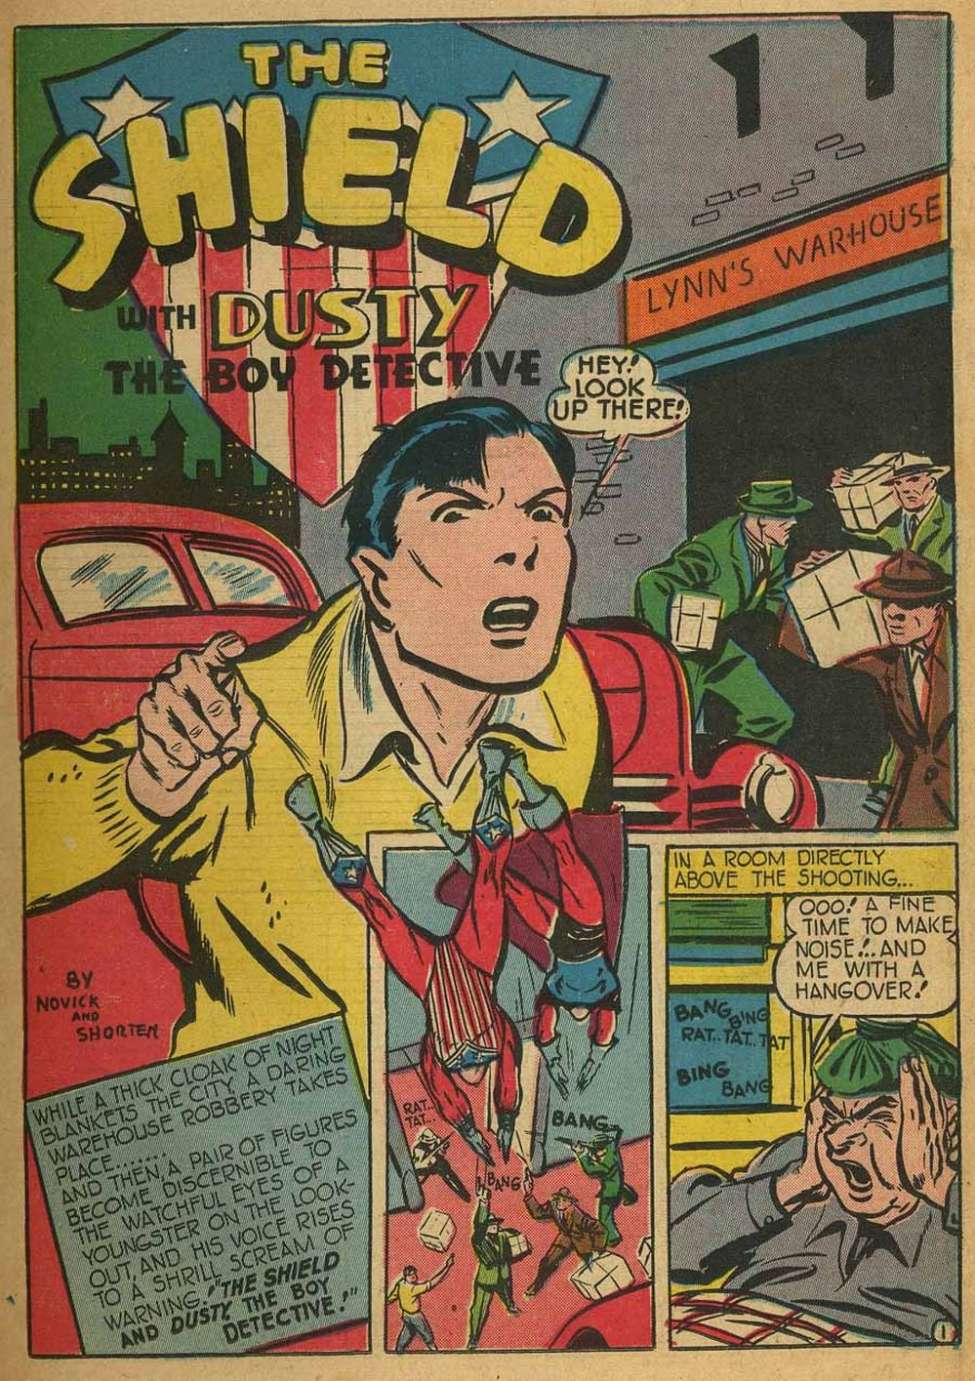 THE
SHIELD
WITH DUSTY
THE BOY DETECTIVE
LYNN'S WARHOUSE
HEY!
LOOK
UP THERE!
BY
NOVICK
AND
SHORTEN
WHILE A THICK CLOAK OF NIGHT
BLANKETS THE CITY, A DARING
WAREHOUSE ROBBERY TAKES
PLACE........
AND THEN, A PAIR OF FIGURES
BECOME DISCERNIBLE TO
THE WATCHFUL EYES OF A
YOUNGSTER ON THE LOOK-
OUT, AND HIS VOICE RISES
TO A SHRILL SCREAM OF
WARNING. "THE SHIELD
AND DUSTY, THE BOY
DETECTIVE!"
RAT...
TAT...
BANG...
BANG
IN A ROOM DIRECTLY
ABOVE THE SHOOTING...
OOO! A FINE
TIME TO MAKE
NOISE!..AND
ME WITH A
HANGOVER!
BANG BING
RAT..TAT..TAT
BING
BANG
1